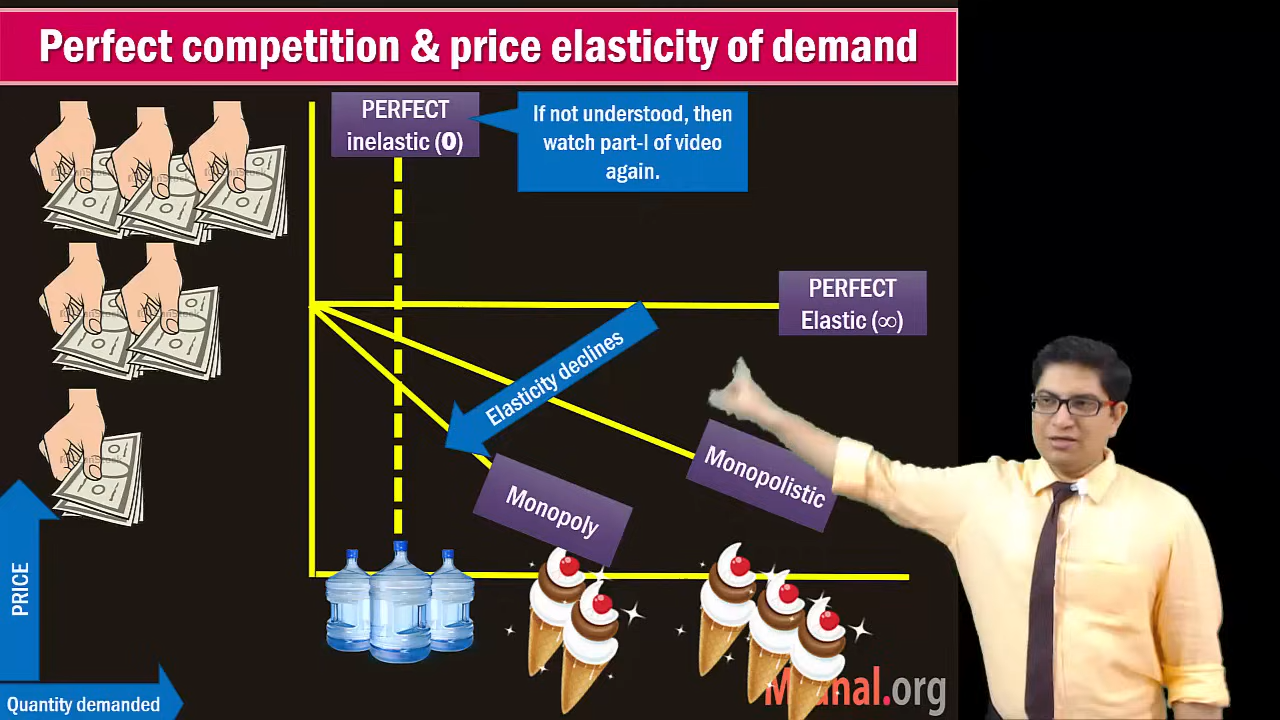 Perfect competition & price elasticity of demand
PERFECT
inelastic (0)
If not understood, then
watch part-I of video
again.
PERFECT
Elastic (∞)
Elasticity declines
Monopolistic
Monopoly
PRICE
Quantity demanded